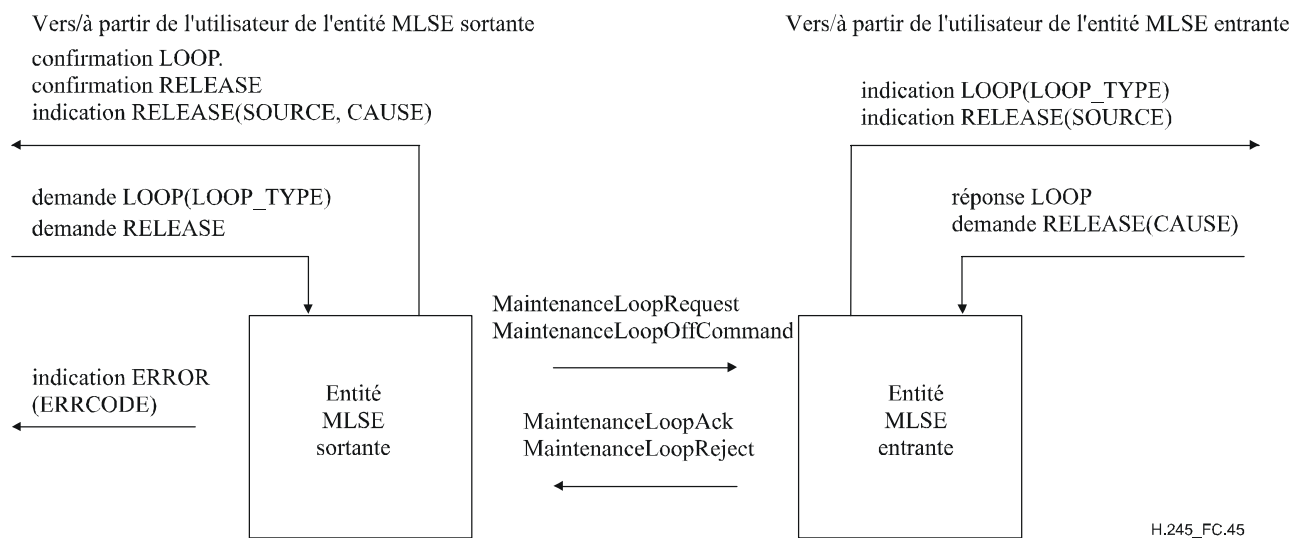 Vers/à partir de l'utilisateur de l'entité MLSE sortante
confirmation LOOP.
confirmation RELEASE
indication RELEASE(SOURCE, CAUSE)
demande LOOP(LOOP_TYPE)
demande RELEASE
indication ERROR
(ERRCODE)
Entité
MLSE
sortante
MaintenanceLoopRequest
MaintenanceLoopOffCommand
MaintenanceLoopAck
MaintenanceLoopReject
Vers/à partir de l'utilisateur de l'entité MLSE entrante
indication LOOP(LOOP_TYPE)
indication RELEASE(SOURCE)
réponse LOOP
demande RELEASE(CAUSE)
Entité
MLSE
entrante
H.245_FC.45